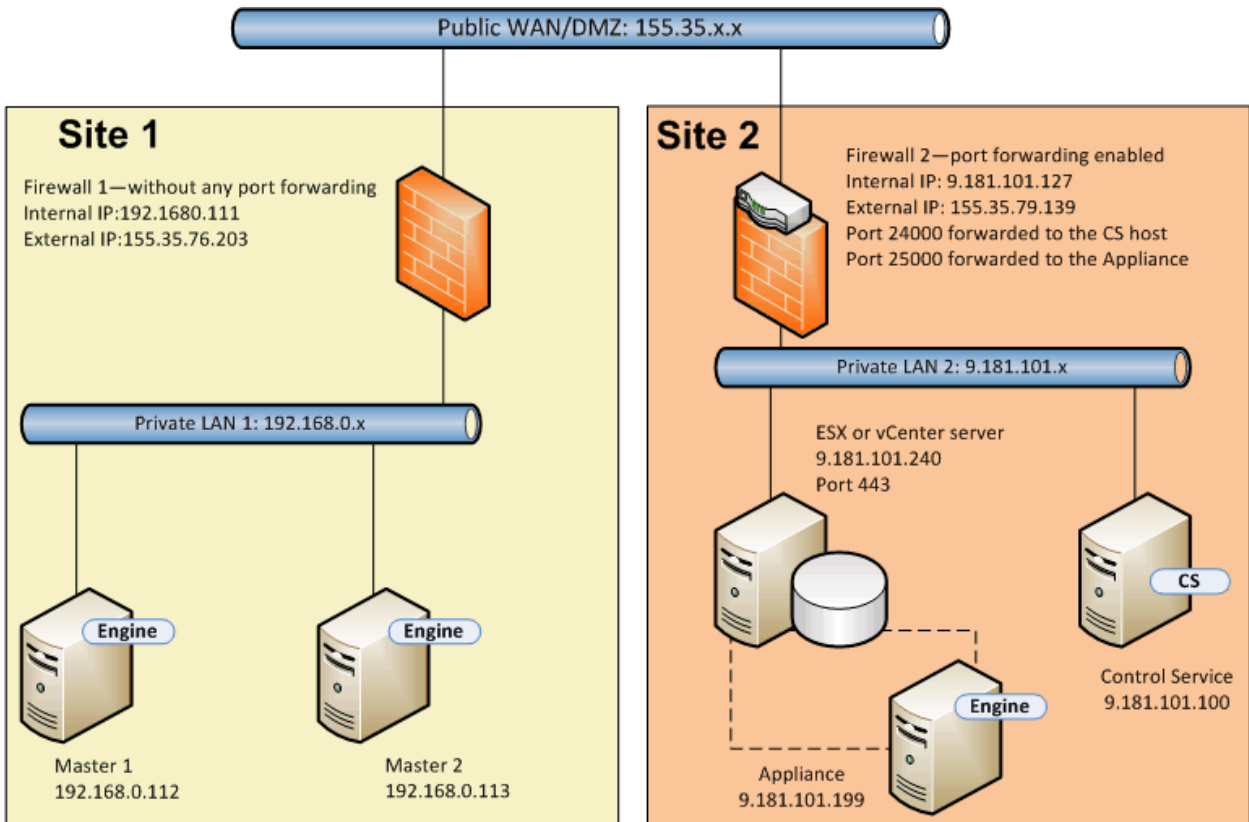 Public WAN/DMZ: 155.35.x.x
Site 1
Firewall 1—without any port forwarding
Internal IP:192.1680.111
External IP:155.35.76.203
Private LAN 1: 192.168.0.x
Engine
Master 1
192.168.0.112
Engine
Master 2
192.168.0.113
Site 2
Firewall 2—port forwarding enabled
Internal IP: 9.181.101.127
External IP: 155.35.79.139
Port 24000 forwarded to the CS host
Port 25000 forwarded to the Appliance
Private LAN 2: 9.181.101.x
ESX or vCenter server
9.181.101.240
Port 443
CS
Control Service
9.181.101.100
Engine
Appliance
9.181.101.199